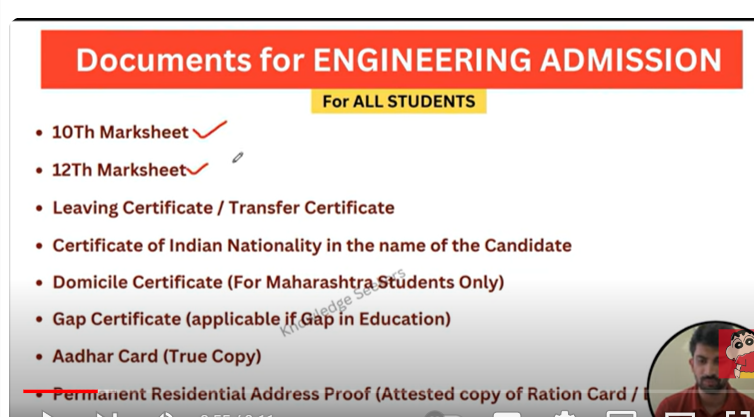 Documents for ENGINEERING ADMISSION
For ALL STUDENTS
• 10Th Marksheet
• 12Th Marksheet
• Leaving Certificate / Transfer Certificate
• Certificate of Indian Nationality in the name of the Candidate
• Domicile Certificate (For Maharashtra Students Only)
Knowledge Seekers
• Gap Certificate (applicable if Gap in Education)
• Aadhar Card (True Copy)
• Permanent Residential Address Proof (Attested copy of Ration Card /